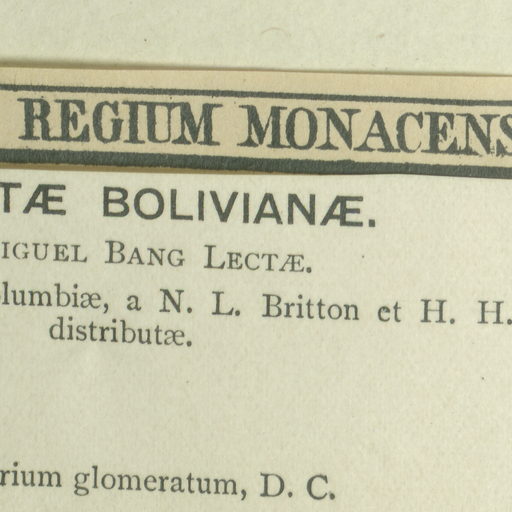 REGIUM MONACENS
TÆ BOLIVIANÆ.
IGUEL BANG LECTÆ.
lumbiæ, a N. L. Britton et H. H.
distributæ.
rium glomeratum, D. C.